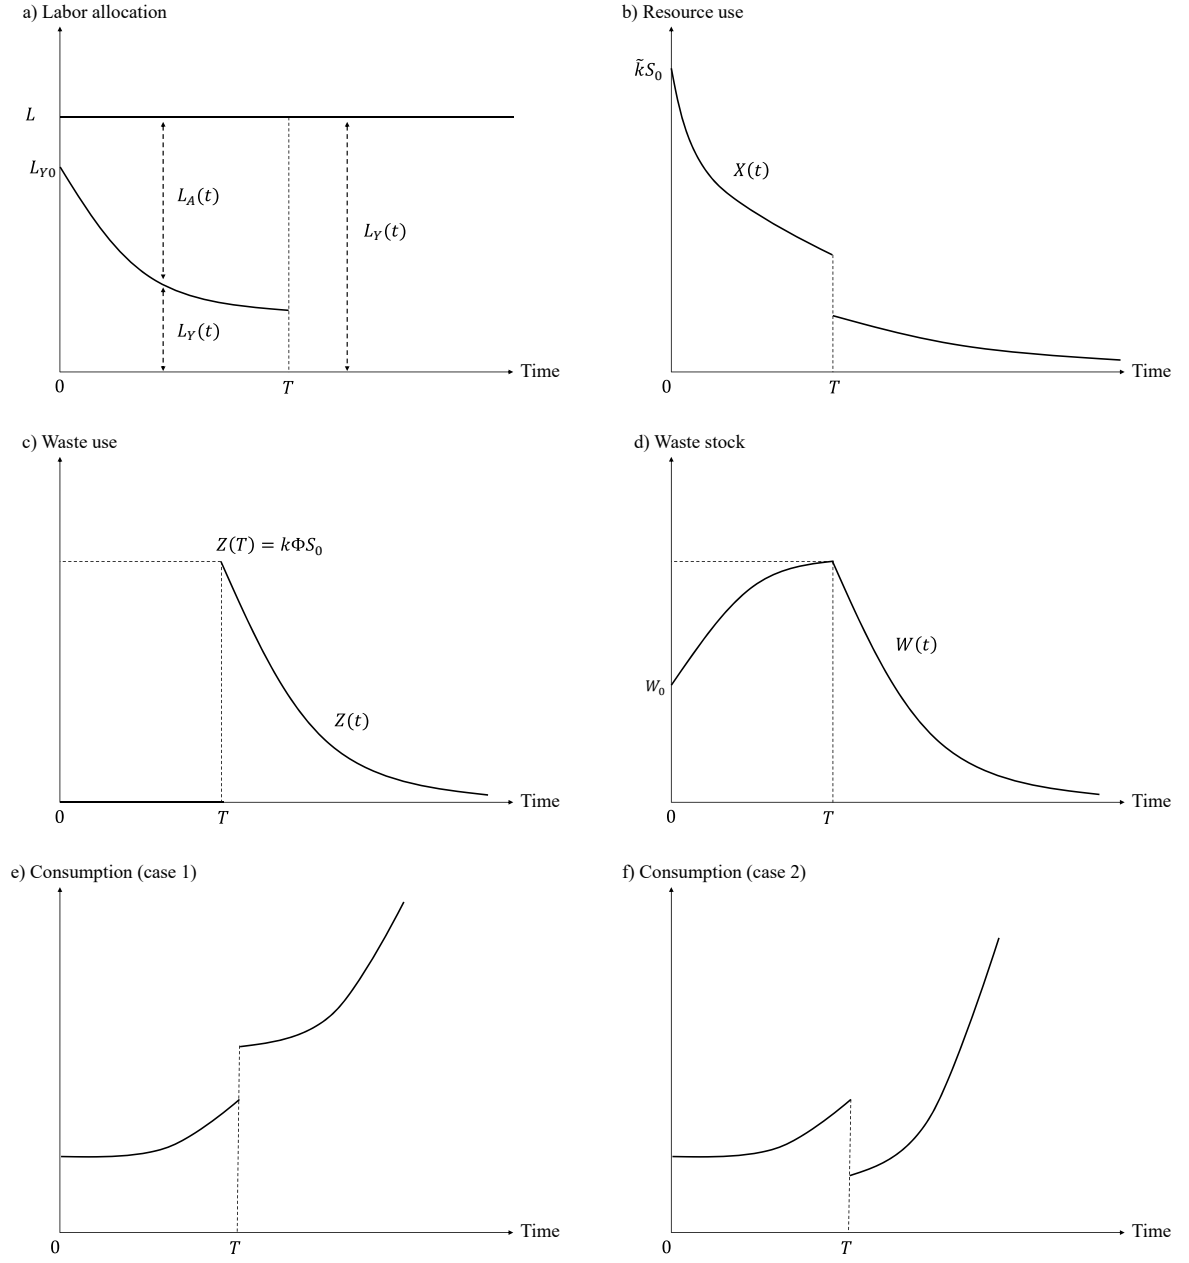 a) Labor allocation
L
L_{Y0}
L_A(t)
L_Y(t)
L_Y(t)
0
T
Time
b) Resource use
k̃S_0
X(t)
0
T
Time
c) Waste use
Z(T) = kΦS_0
Z(t)
0
T
Time
d) Waste stock
W_0
W(t)
0
T
Time
e) Consumption (case 1)
0
T
Time
f) Consumption (case 2)
0
T
Time